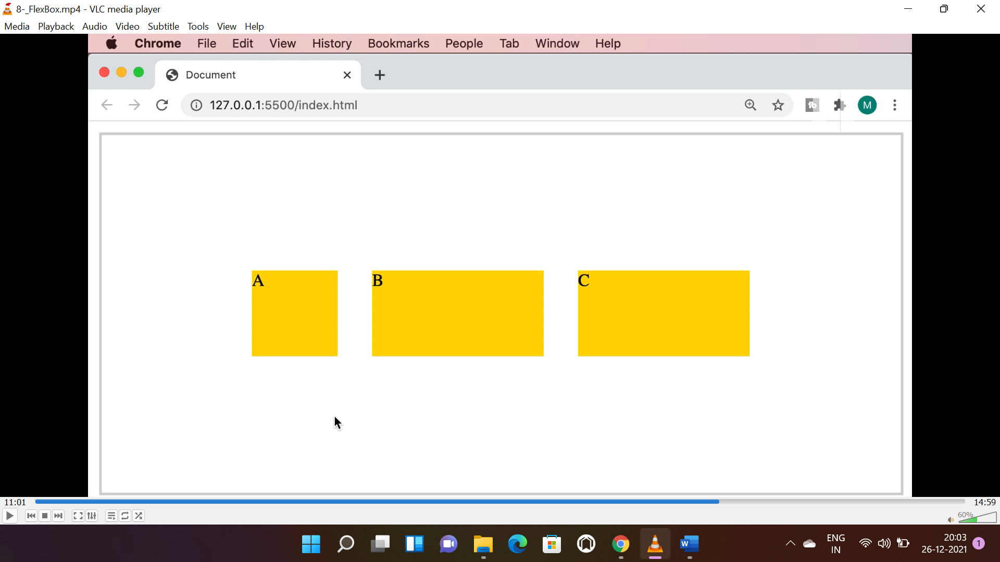 8-_FlexBox.mp4 - VLC media player
Media Playback Audio Video Subtitle Tools View Help
Chrome File Edit View History Bookmarks People Tab Window Help
Document
127.0.0.1:5500/index.html
M
A
B
C
11:01
14:59
60%
W
ENG
IN
20:03
26-12-2021
1